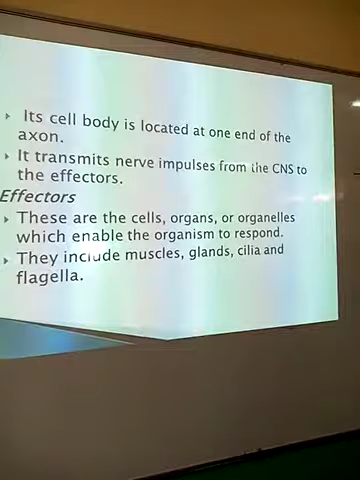 Its cell body is located at one end of the
axon.
It transmits nerve impulses from the CNS to
the effectors.
Effectors
These are the cells, organs, or organelles
which enable the organism to respond.
They include muscles, glands, cilia and
flagella.